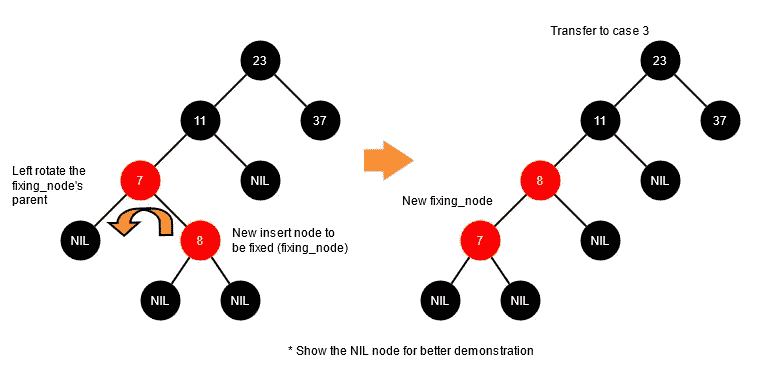 Transfer to case 3
23
23
11
37
11
37
Left rotate the
fixing_node's
parent
7
NIL
8
NIL
New fixing_node
NIL
8
New insert node to
be fixed (fixing_node)
7
NIL
NIL
NIL
NIL
NIL
* Show the NIL node for better demonstration